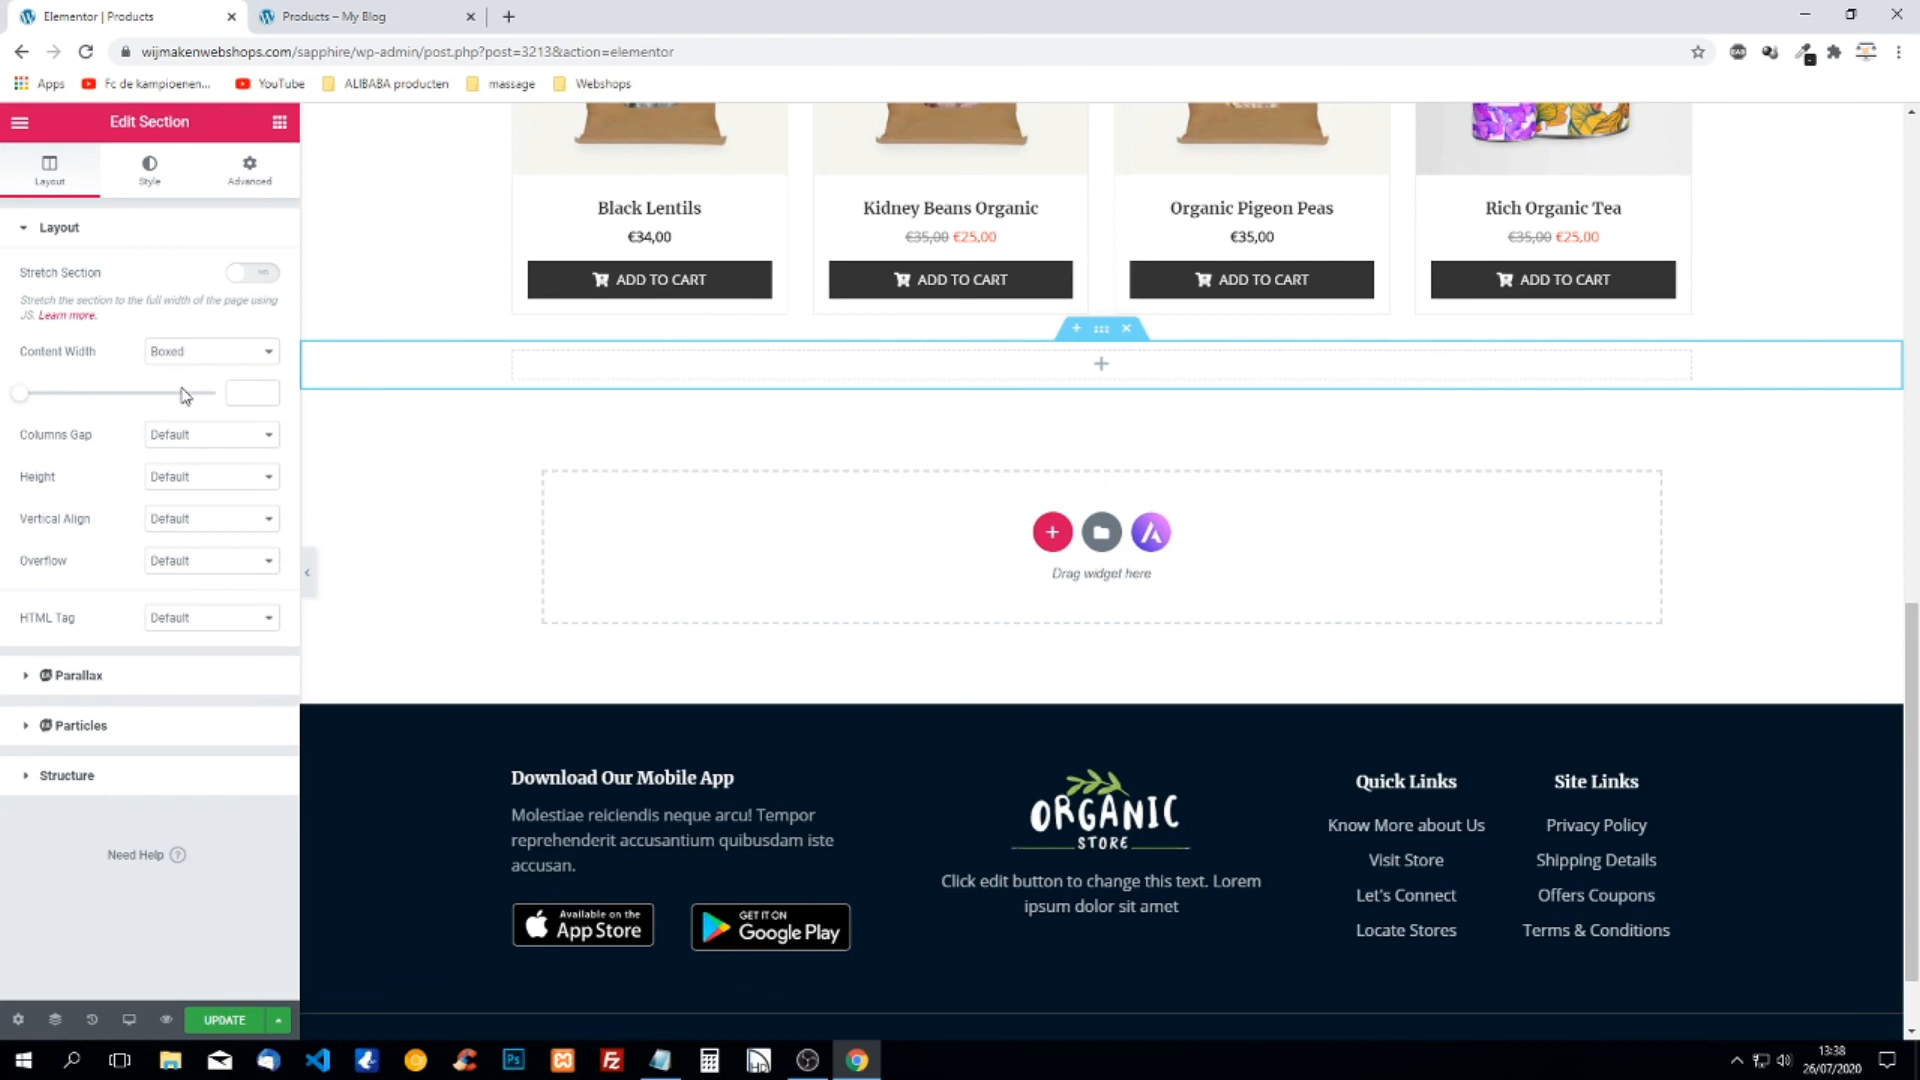 Elementor | Products
Products – My Blog
wijmakenwebshops.com/sapphire/wp-admin/post.php?post=3213&action=elementor
Apps
Fc de kampioenen...
YouTube
ALIBABA producten
massage
Webshops
Edit Section
Layout
Style
Advanced
Layout
Stretch Section
NO
Stretch the section to the full width of the page using
JS. Learn more.
Content Width
Boxed
Columns Gap
Default
Height
Default
Vertical Align
Default
Overflow
Default
HTML Tag
Default
Parallax
Particles
Structure
Need Help ?
UPDATE
Black Lentils
€34,00
ADD TO CART
Kidney Beans Organic
€35,00 €25,00
ADD TO CART
Organic Pigeon Peas
€35,00
ADD TO CART
Rich Organic Tea
€35,00 €25,00
ADD TO CART
Drag widget here
Download Our Mobile App
Molestiae reiciendis neque arcu! Tempor
reprehenderit accusantium quibusdam iste
accusan.
Available on the
App Store
GET IT ON
Google Play
ORGANIC
STORE
Click edit button to change this text. Lorem
ipsum dolor sit amet
Quick Links
Know More about Us
Visit Store
Let's Connect
Locate Stores
Site Links
Privacy Policy
Shipping Details
Offers Coupons
Terms & Conditions
Ps
Fz
13:38
26/07/2020